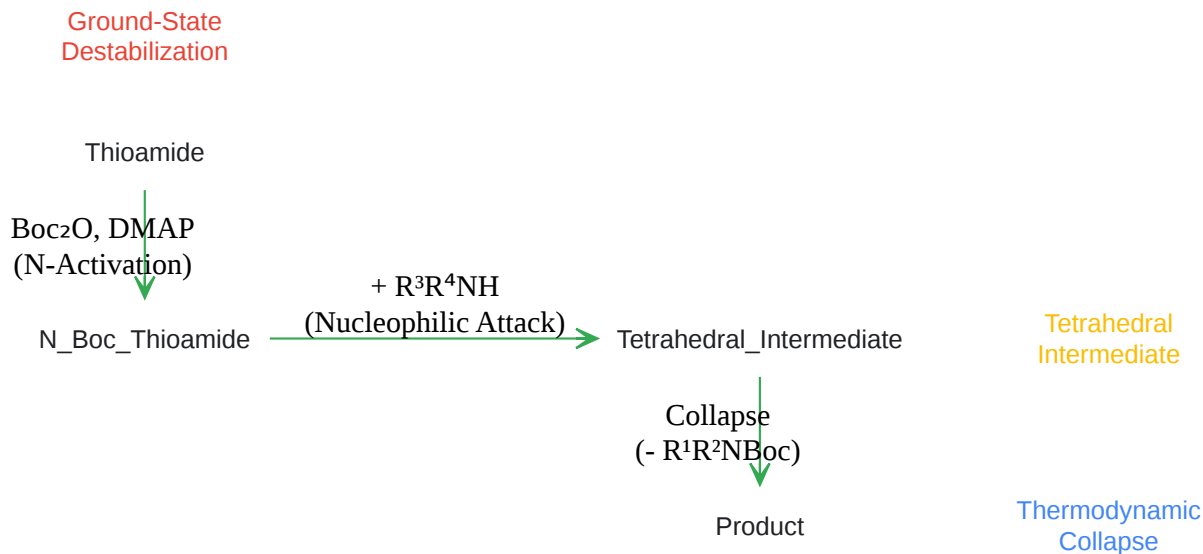 Ground-State
Destabilization
Thioamide
Boc₂O, DMAP
(N-Activation)
+ R³R⁴NH
(Nucleophilic Attack)
N_Boc_Thioamide
Tetrahedral_Intermediate
Tetrahedral
Intermediate
Collapse
(- R¹R²NBoc)
Product
Thermodynamic
Collapse